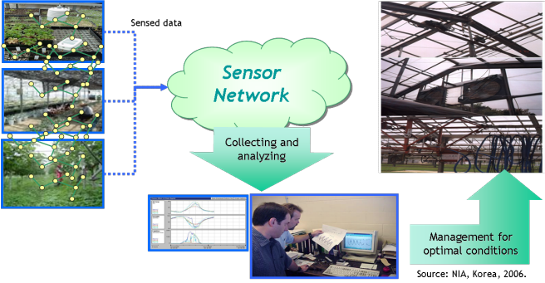 Sensed data
Sensor
Network
Collecting and
analyzing
Management for
optimal conditions
Source: NIA, Korea, 2006.